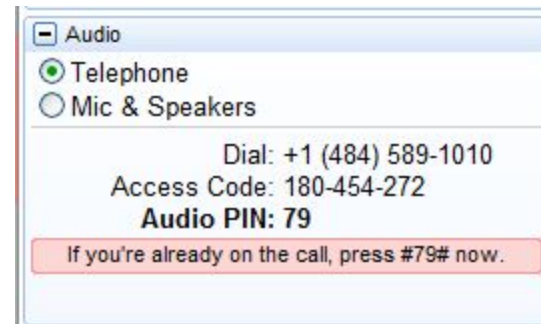 Audio
Telephone
Mic & Speakers
Dial: +1 (484) 589-1010
Access Code: 180-454-272
Audio PIN: 79
If you're already on the call, press #79# now.